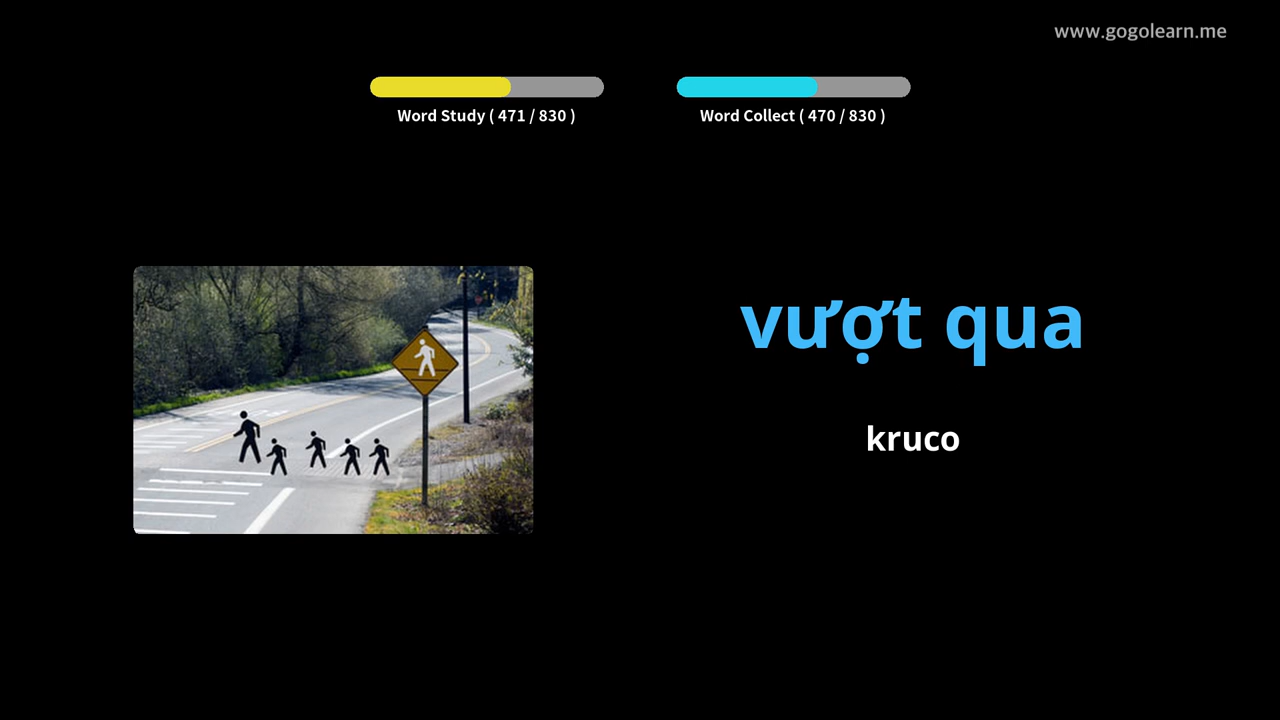 www.gogolearn.me
Word Study ( 471 / 830 )
Word Collect ( 470 / 830 )
vượt qua
kruco